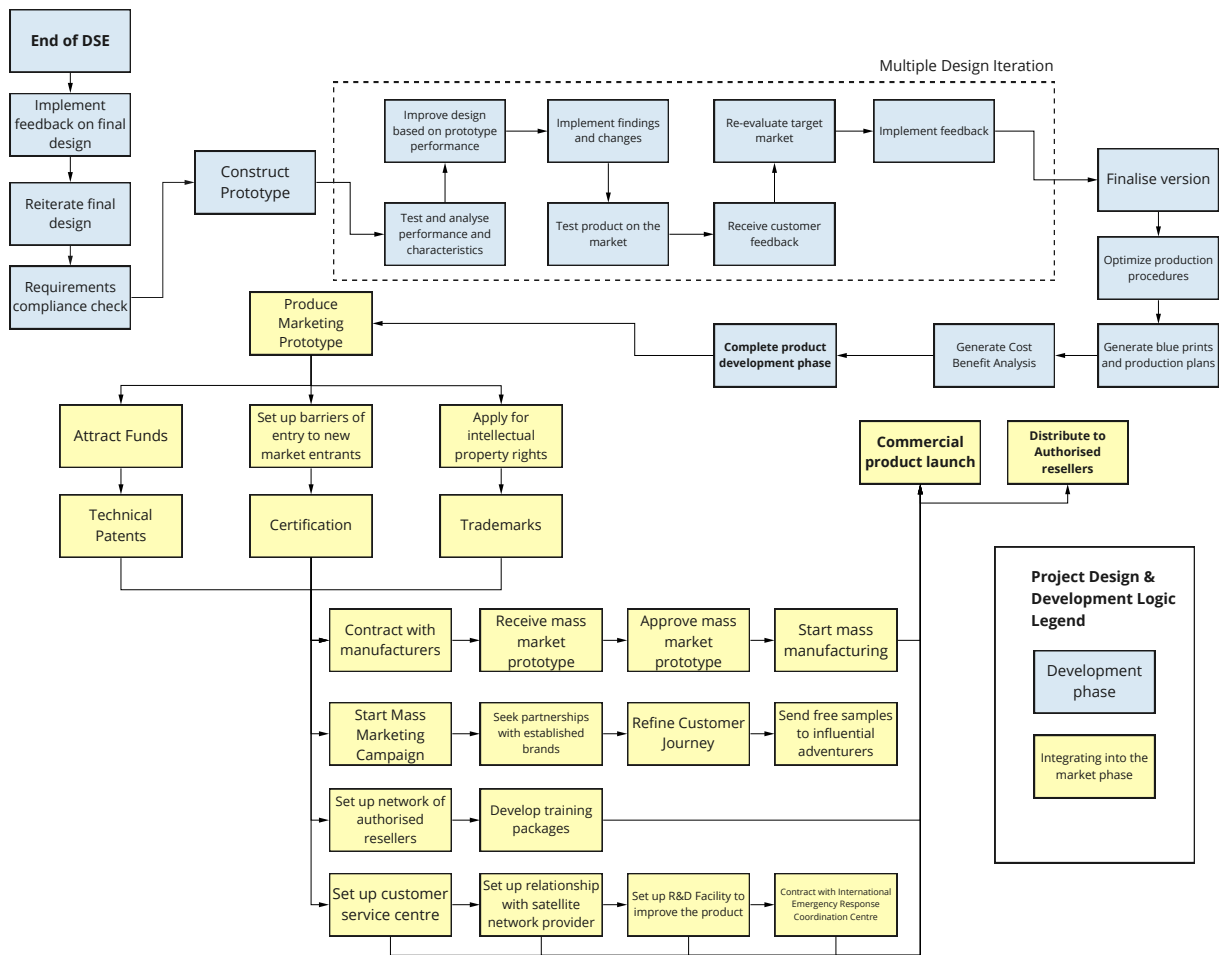 End of DSE
Implement
feedback on final
design
Reiterate final
design
Requirements
compliance check
Construct
Prototype
Multiple Design Iteration
Improve design
based on prototype
performance
Implement findings
and changes
Re-evaluate target
market
Implement feedback
Test and analyse
performance and
characteristics
Test product on the
market
Receive customer
feedback
Finalise version
Optimize production
procedures
Generate blue prints
and production plans
Generate Cost
Benefit Analysis
Complete product
development phase
Produce
Marketing
Prototype
Attract Funds
Set up barriers of
entry to new
market entrants
Apply for
intellectual
property rights
Technical
Patents
Certification
Trademarks
Commercial
product launch
Distribute to
Authorised
resellers
Contract with
manufacturers
Receive mass
market
prototype
Approve mass
market
prototype
Start mass
manufacturing
Start Mass
Marketing
Campaign
Seek partnerships
with established
brands
Refine Customer
Journey
Send free samples
to influential
adventurers
Set up network of
authorised
resellers
Develop training
packages
Set up customer
service centre
Set up relationship
with satellite
network provider
Set up R&D Facility to
improve the product
Contract with International
Emergency Response
Coordination Centre
Project Design &
Development Logic
Legend
Development
phase
Integrating into the
market phase